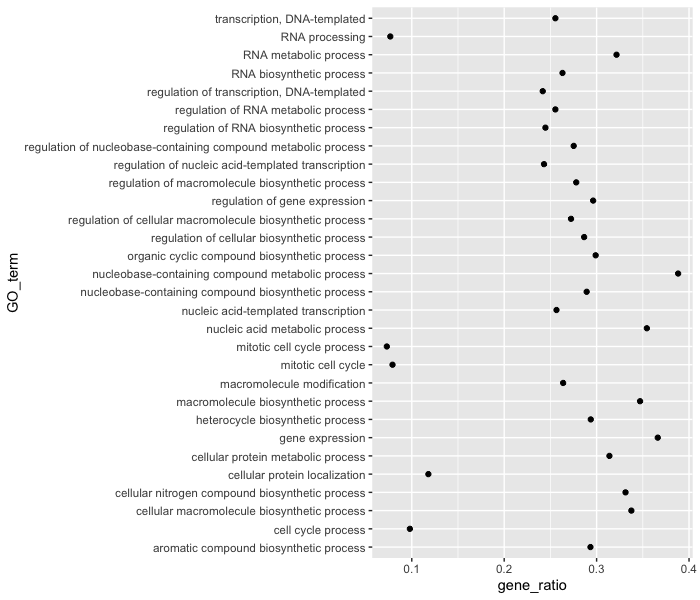 transcription, DNA-templated
RNA processing
RNA metabolic process
RNA biosynthetic process
regulation of transcription, DNA-templated
regulation of RNA metabolic process
regulation of RNA biosynthetic process
regulation of nucleobase-containing compound metabolic process
regulation of nucleic acid-templated transcription
regulation of macromolecule biosynthetic process
regulation of gene expression
regulation of cellular macromolecule biosynthetic process
regulation of cellular biosynthetic process
organic cyclic compound biosynthetic process
nucleobase-containing compound metabolic process
nucleobase-containing compound biosynthetic process
nucleic acid-templated transcription
nucleic acid metabolic process
mitotic cell cycle process
mitotic cell cycle
macromolecule modification
macromolecule biosynthetic process
heterocycle biosynthetic process
gene expression
cellular protein metabolic process
cellular protein localization
cellular nitrogen compound biosynthetic process
cellular macromolecule biosynthetic process
cell cycle process
aromatic compound biosynthetic process
GO_term
0.1 0.2 0.3 0.4
gene_ratio